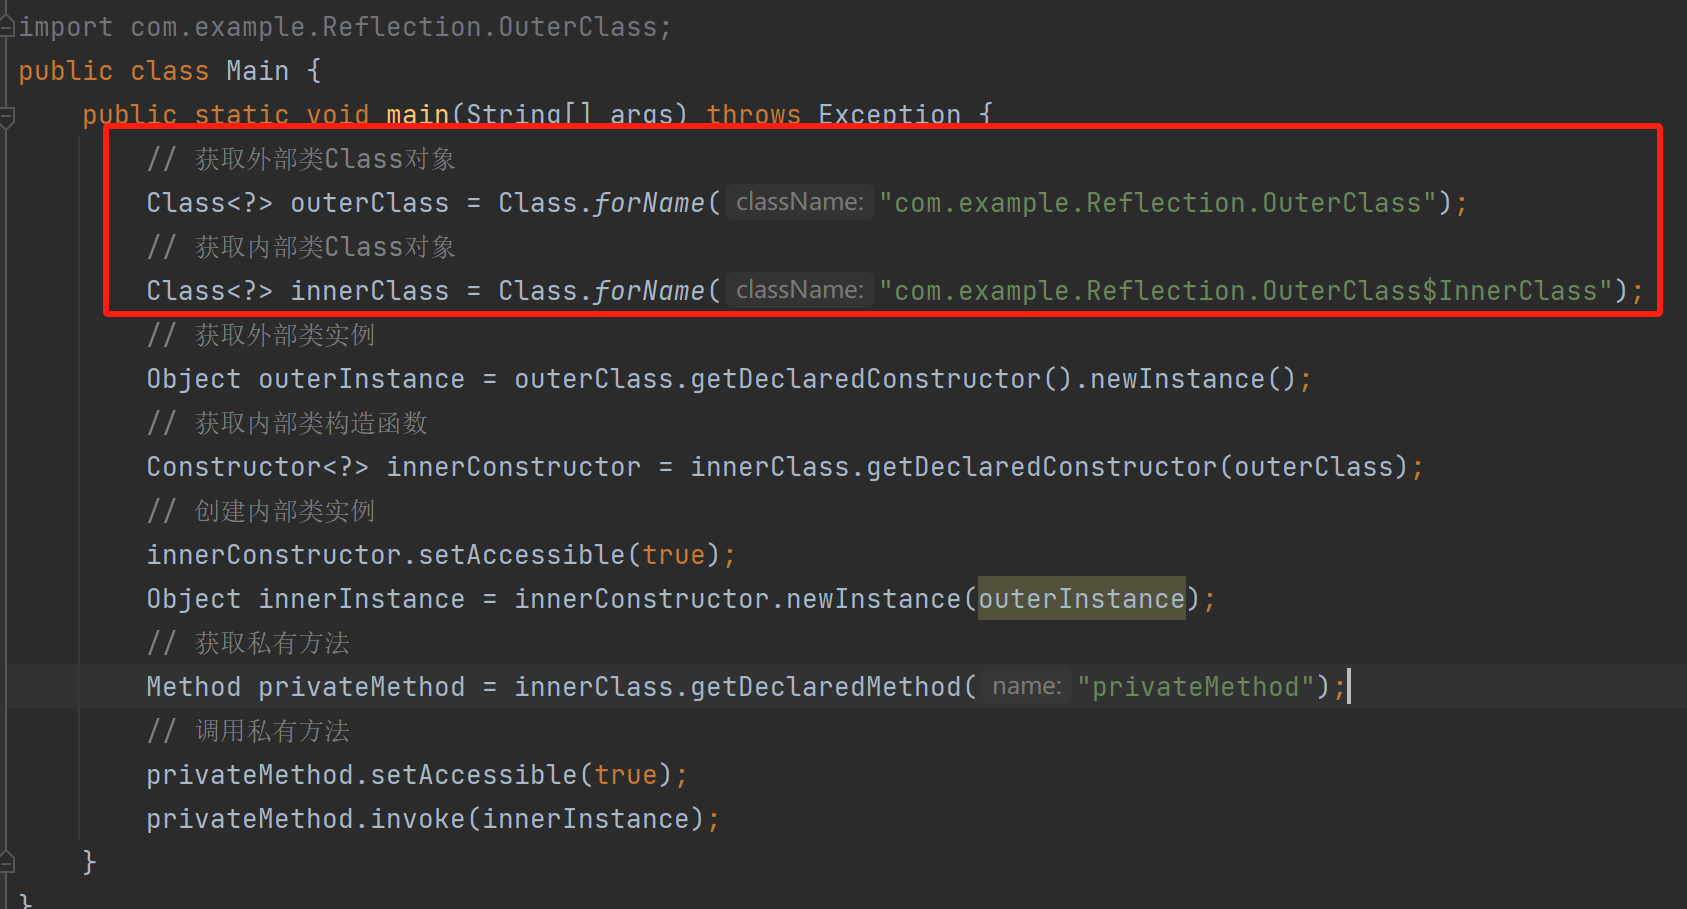 import com.example.Reflection.OuterClass;
public class Main {
public static void main(String[] args) throws Exception {
// 获取外部类Class对象
Class<?> outerClass = Class.forName( className: "com.example.Reflection.OuterClass");
// 获取内部类Class对象
Class<?> innerClass = Class.forName( className: "com.example.Reflection.OuterClass$InnerClass");
// 获取外部类实例
Object outerInstance = outerClass.getDeclaredConstructor().newInstance();
// 获取内部类构造函数
Constructor<?> innerConstructor = innerClass.getDeclaredConstructor(outerClass);
// 创建内部类实例
innerConstructor.setAccessible(true);
Object innerInstance = innerConstructor.newInstance(outerInstance);
// 获取私有方法
Method privateMethod = innerClass.getDeclaredMethod( name: "privateMethod");
// 调用私有方法
privateMethod.setAccessible(true);
privateMethod.invoke(innerInstance);
}
}